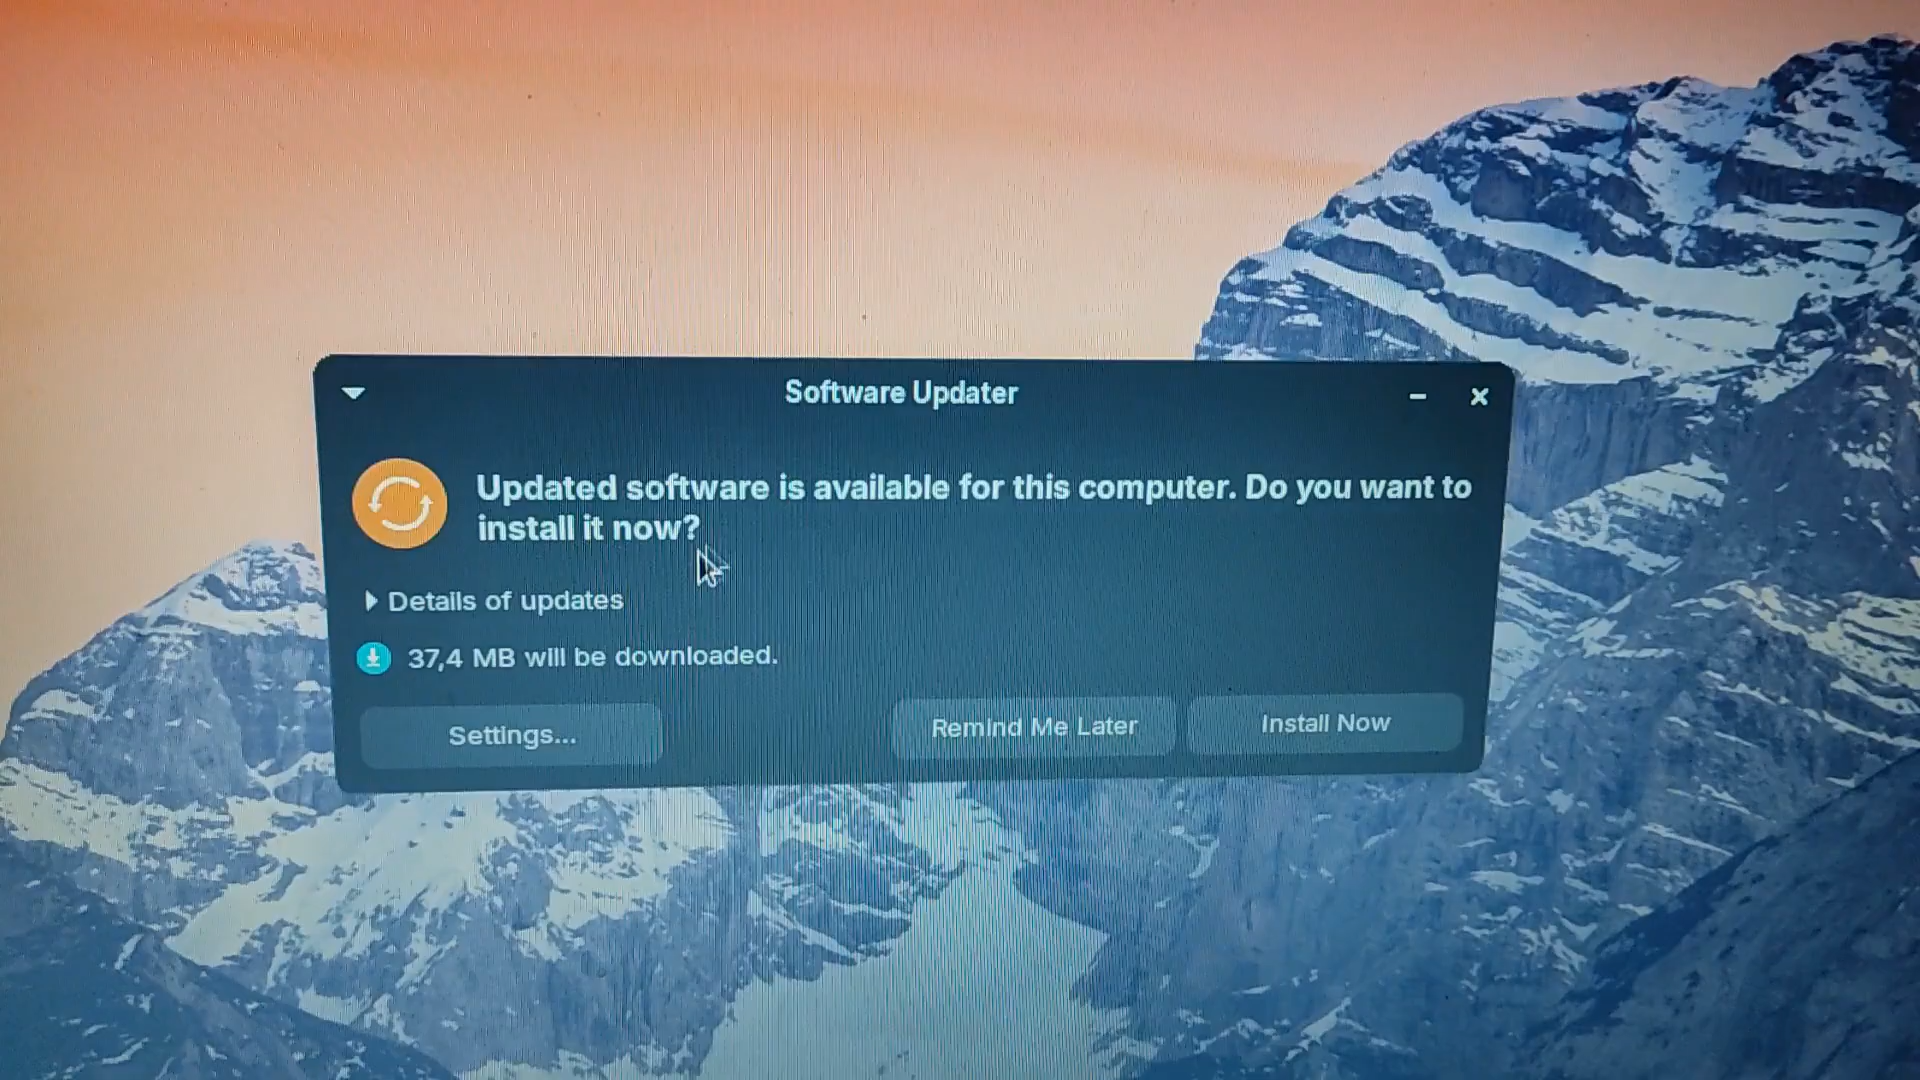 Software Updater
Updated software is available for this computer. Do you want to
install it now?
Details of updates
37,4 MB will be downloaded.
Settings...
Remind Me Later
Install Now